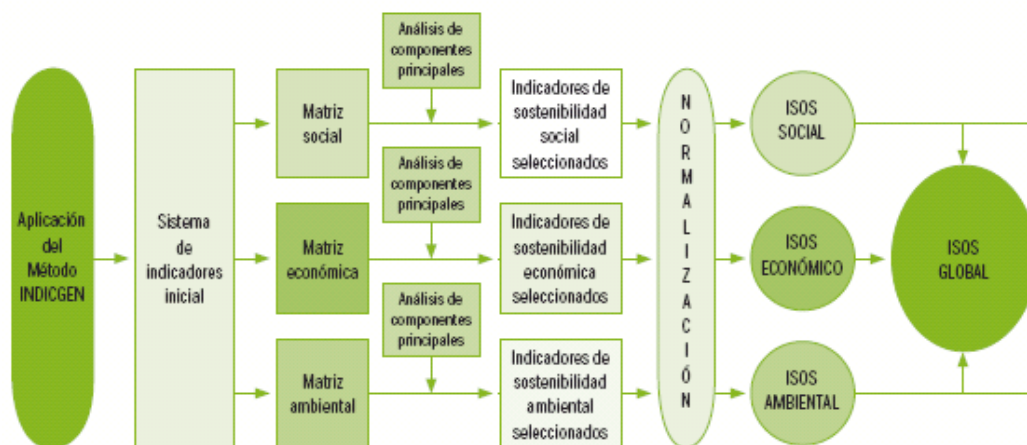 Aplicación
del
Método
INDICGEN
Sistema
de
indicadores
inicial
Análisis de
componentes
principales
Matriz
social
Indicadores de
sostenibilidad
social
seleccionados
Análisis de
componentes
principales
Matriz
económica
Indicadores de
sostenibilidad
económica
seleccionados
Análisis de
componentes
principales
Matriz
ambiental
Indicadores de
sostenibilidad
ambiental
seleccionados
NORMALIZACIÓN
ISOS
SOCIAL
ISOS
ECONÓMICO
ISOS
AMBIENTAL
ISOS
GLOBAL